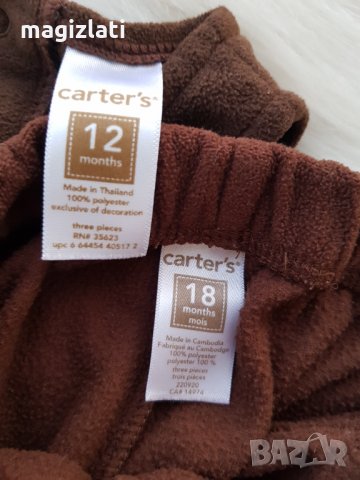 magizlati
carter's
12
months
Made in Thailand
100% polyester
exclusive of decoration
three pieces
RN# 35623
upc 6 64454 40517 2
carter's
18
months
mois
Made in Cambodia
Fabriqué au Cambodge
100% polyester
polyester 100 %
three pieces
trois pièces
220920
CA# 14974
BAZAR